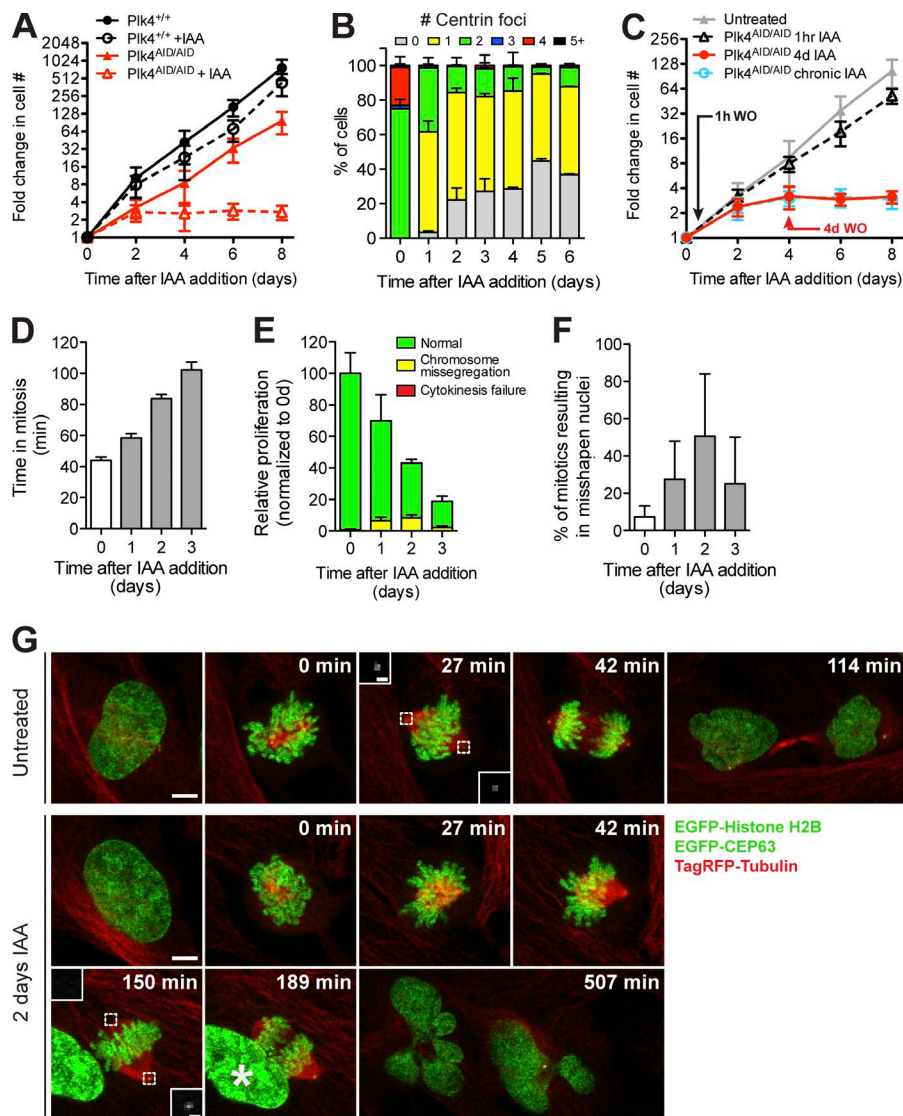 A
Plk4+/+
Plk4+/+ +IAA
Plk4AID/AID
Plk4AID/AID + IAA
2048
1024
512
256
128
64
32
16
8
4
2
1
Fold change in cell #
0 2 4 6 8
Time after IAA addition (days)
B
# Centrin foci
0 1 2 3 4 5+
100
80
60
40
20
0
% of cells
0 1 2 3 4 5 6
Time after IAA addition (days)
C
Untreated
Plk4AID/AID 1hr IAA
Plk4AID/AID 4d IAA
Plk4AID/AID chronic IAA
256
128
64
32
16
8
4
2
1
Fold change in cell #
1h WO
4d WO
0 2 4 6 8
Time after IAA addition (days)
D
120
100
80
60
40
20
0
Time in mitosis
(min)
0 1 2 3
Time after IAA addition
(days)
E
Normal
Chromosome
missegregation
Cytokinesis failure
120
100
80
60
40
20
0
Relative proliferation
(normalized to 0d)
0 1 2 3
Time after IAA addition
(days)
F
100
80
60
40
20
0
% of mitotics resulting
in misshapen nuclei
0 1 2 3
Time after IAA addition
(days)
G
Untreated
0 min
27 min
42 min
114 min
2 days IAA
0 min
27 min
42 min
EGFP-Histone H2B
EGFP-CEP63
TagRFP-Tubulin
150 min
189 min
*
507 min